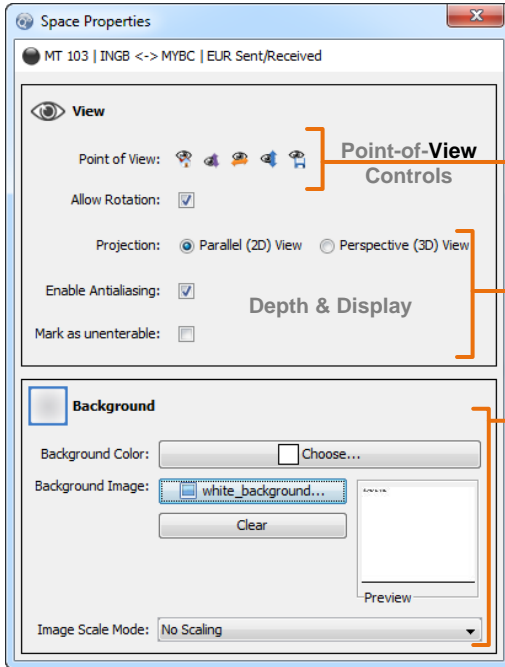 Space Properties
MT 103 | INGB <-> MYBC | EUR Sent/Received
View
Point of View:
Point-of-View
Controls
Allow Rotation:
Projection: Parallel (2D) View Perspective (3D) View
Enable Antialiasing:
Depth & Display
Mark as unenterable:
Background
Background Color: Choose...
Background Image: white_background...
Clear
Preview
Image Scale Mode: No Scaling